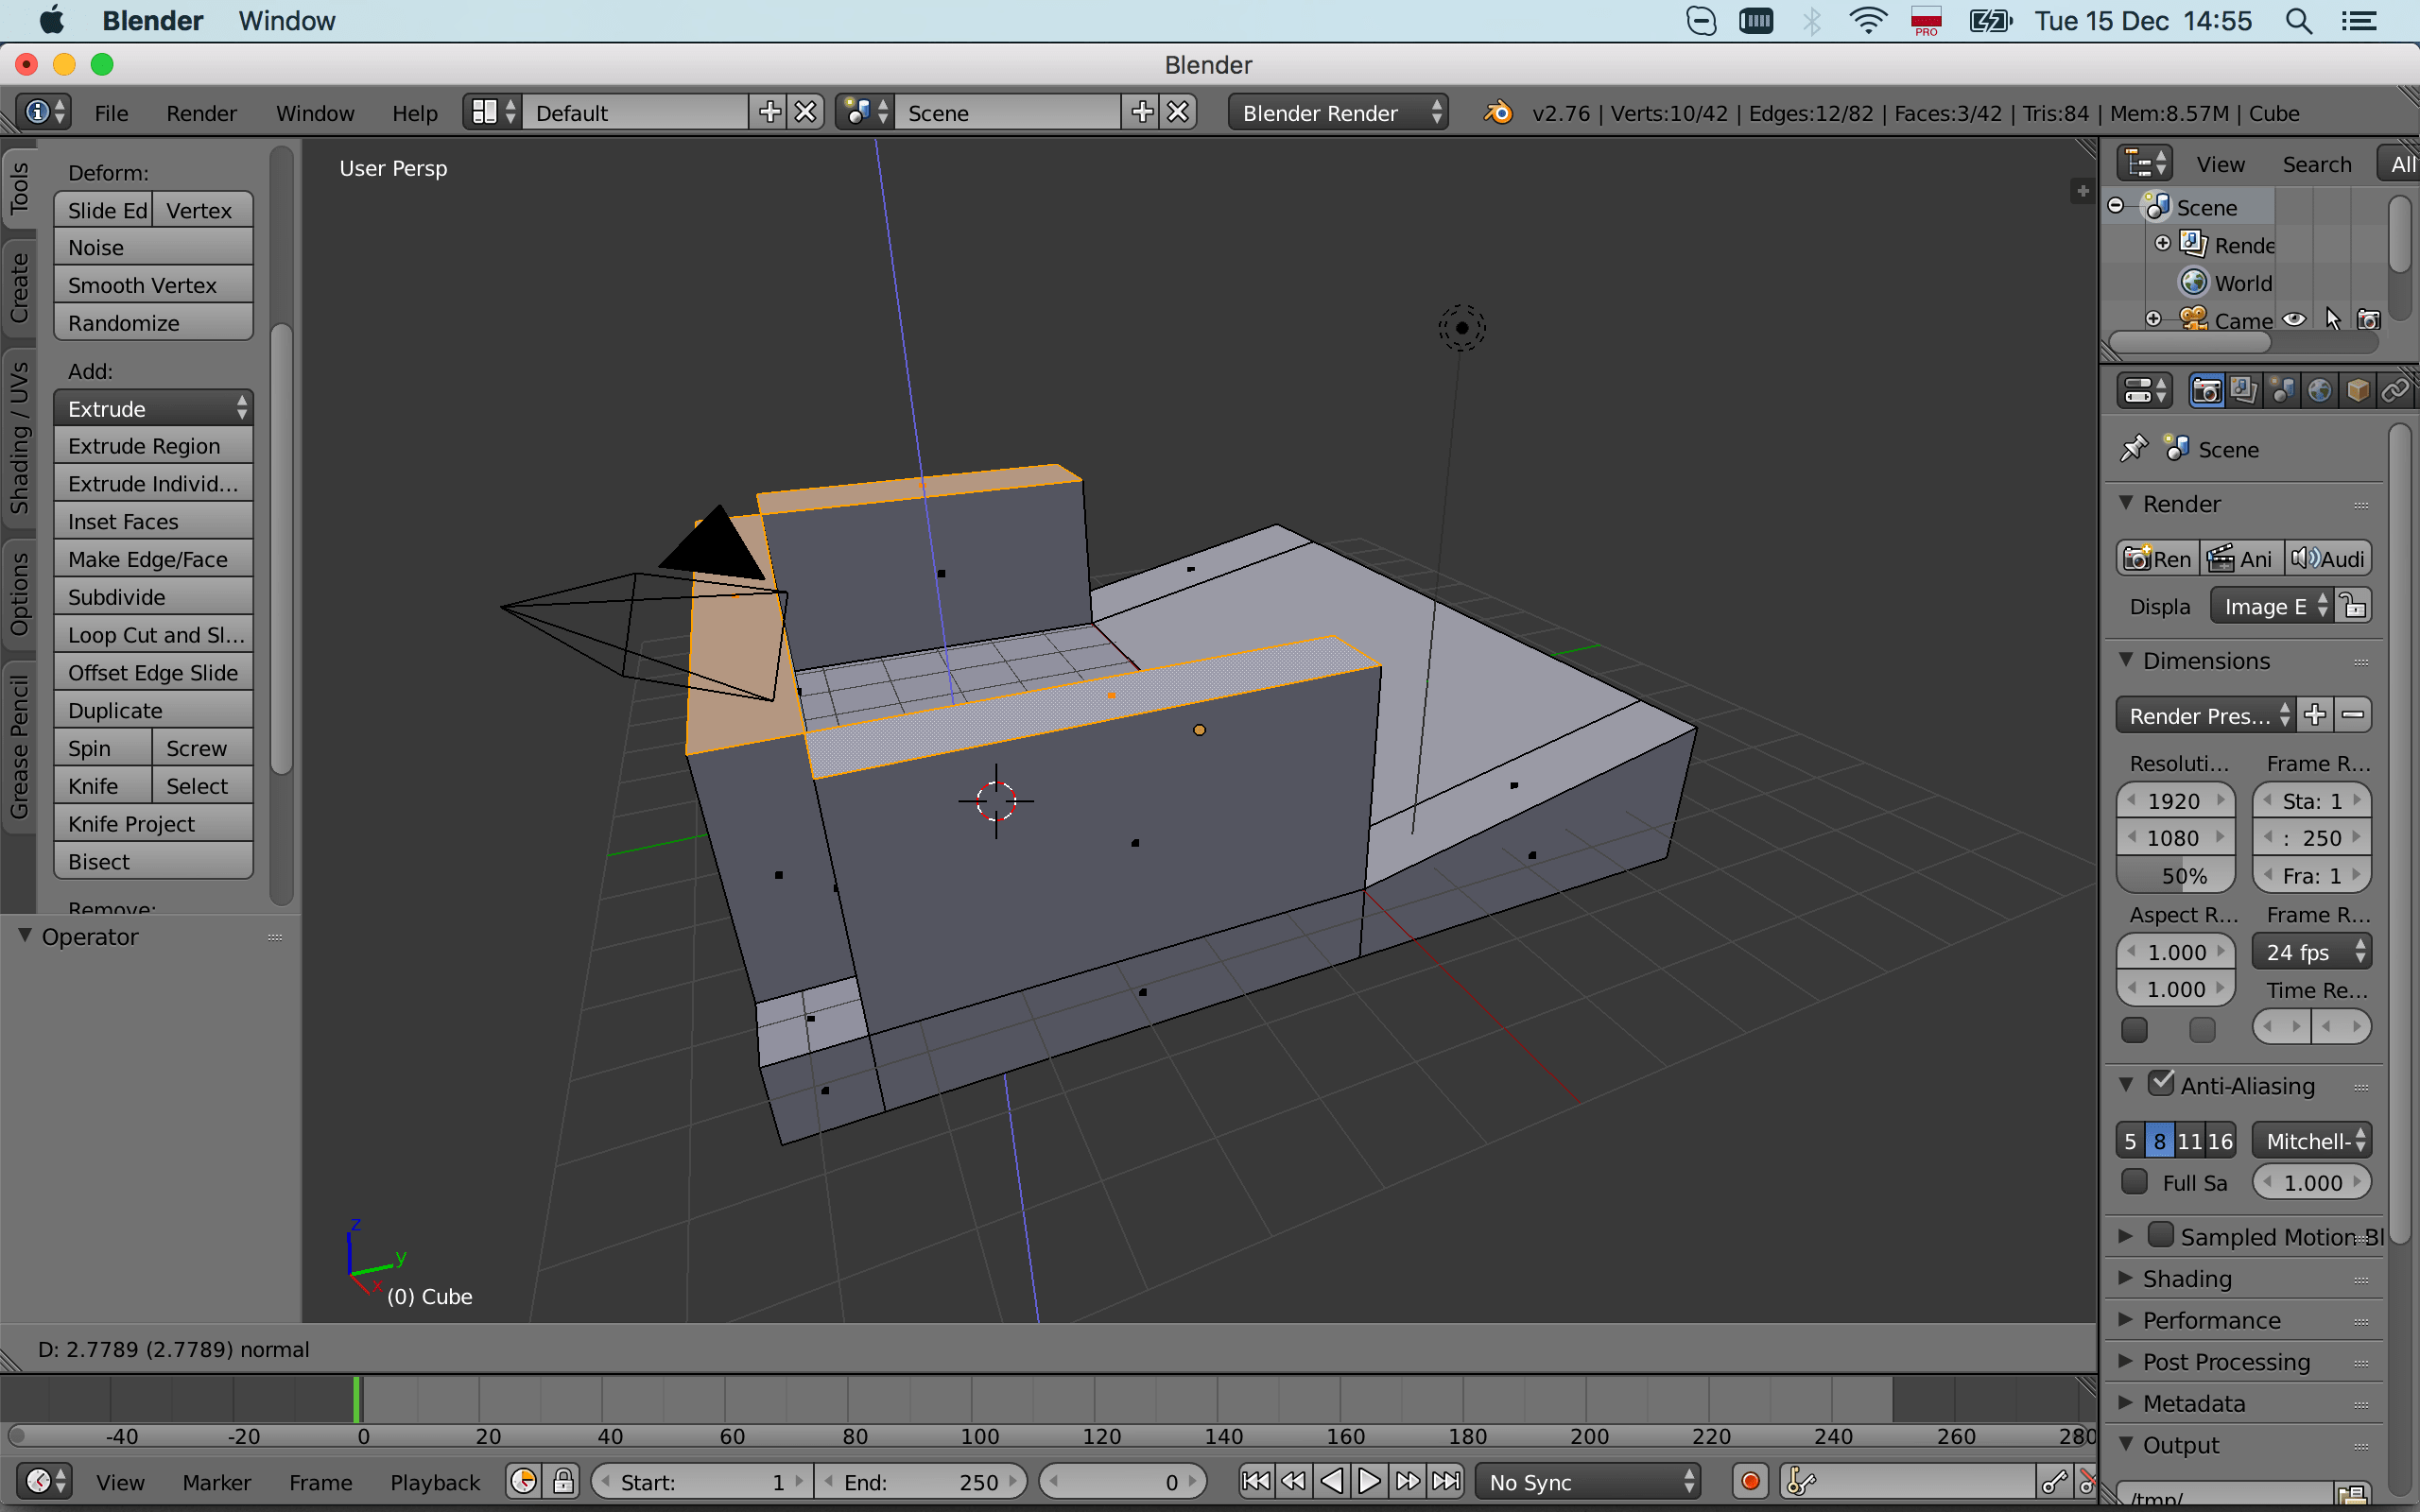 Blender Window PRO Tue 15 Dec 14:55
Blender
File Render Window Help Default Scene Blender Render v2.76 | Verts:10/42 | Edges:12/82 | Faces:3/42 | Tris:84 | Mem:8.57M | Cube
Tools
Create
Shading / UVs
Options
Grease Pencil
Deform:
Slide Ed Vertex
Noise
Smooth Vertex
Randomize
Add:
Extrude
Extrude Region
Extrude Individ...
Inset Faces
Make Edge/Face
Subdivide
Loop Cut and Sl...
Offset Edge Slide
Duplicate
Spin Screw
Knife Select
Knife Project
Bisect
Remove:
Operator
User Persp
z
y
x
(0) Cube
D: 2.7789 (2.7789) normal
View Search All
Scene
Rende
World
Came
Scene
Render
Ren Ani Audi
Displa Image E
Dimensions
Render Pres...
Resoluti... Frame R...
1920 Sta: 1
1080 : 250
50% Fra: 1
Aspect R... Frame R...
1.000 24 fps
1.000 Time Re...
Anti-Aliasing
5 8 11 16 Mitchell-
Full Sa 1.000
Sampled Motion Bl
Shading
Performance
Post Processing
Metadata
Output
/tmp/
-40 -20 0 20 40 60 80 100 120 140 160 180 200 220 240 260 280
View Marker Frame Playback Start: 1 End: 250 0 No Sync